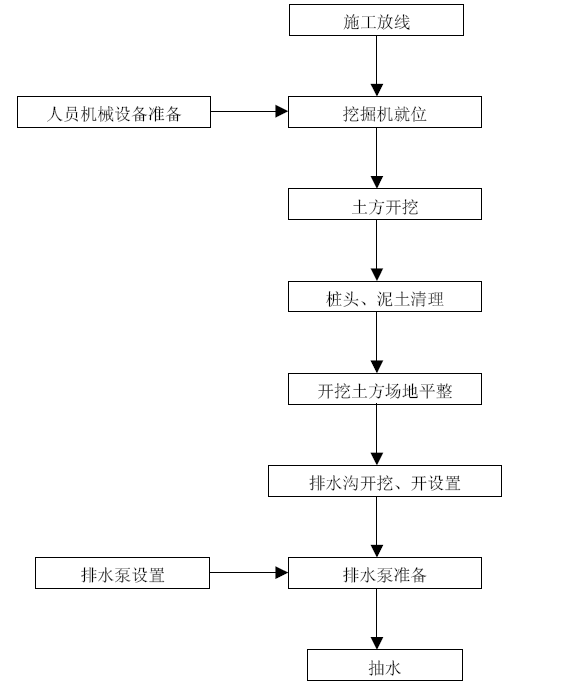 施工放线
人员机械设备准备
挖掘机就位
土方开挖
桩头、泥土清理
开挖土方场地平整
排水沟开挖、开设置
排水泵设置
排水泵准备
抽水